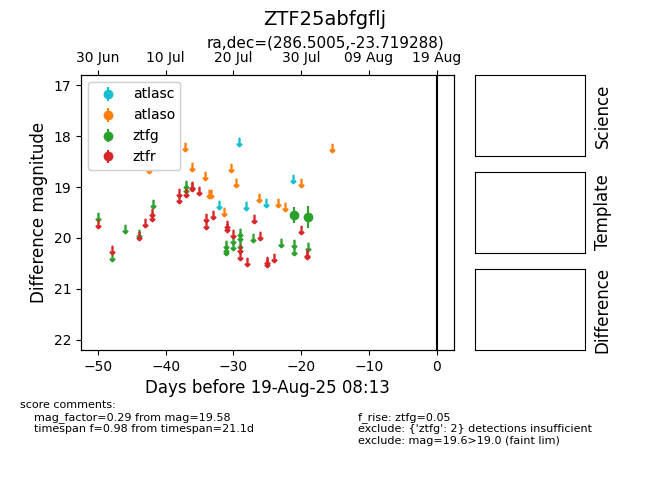 ZTF25abfgflj
ra,dec=(286.5005,-23.719288)
30 Jun 10 Jul 20 Jul 30 Jul 09 Aug 19 Aug
17
18
19
20
21
22
Difference magnitude
atlasc
atlaso
ztfg
ztfr
−50 −40 −30 −20 −10 0
Days before 19-Aug-25 08:13
Science
Template
Difference
score comments:
mag_factor=0.29 from mag=19.58
timespan f=0.98 from timespan=21.1d
f_rise: ztfg=0.05
exclude: {'ztfg': 2} detections insufficient
exclude: mag=19.6>19.0 (faint lim)